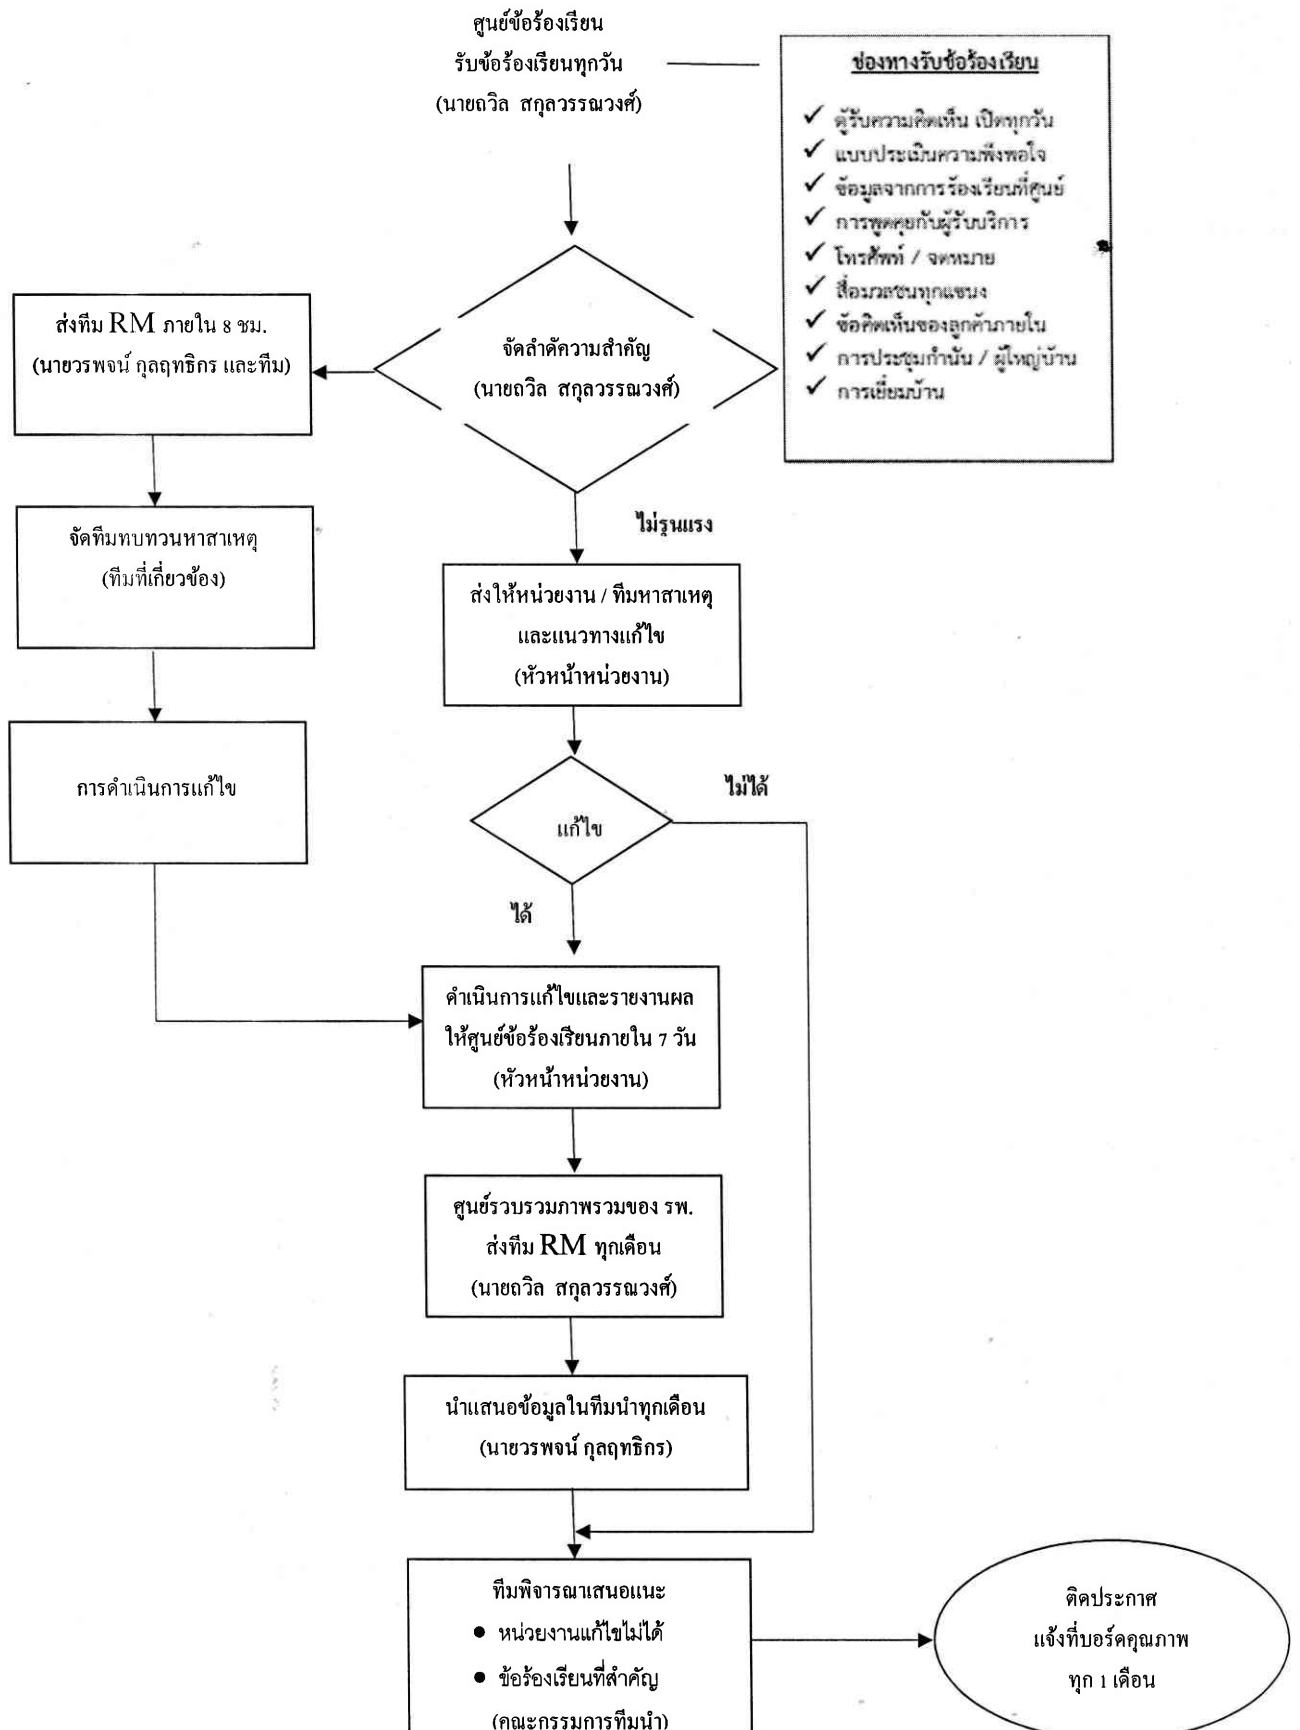 ศูนย์ข้อร้องเรียน
รับข้อร้องเรียนทุกวัน
(นายถวิล สกุลวรรณวงศ์)
ช่องทางรับข้อร้องเรียน
✓ ตู้รับความคิดเห็น เปิดทุกวัน
✓ แบบประเมินความพึงพอใจ
✓ ข้อมูลจากการร้องเรียนที่ศูนย์
✓ การพูดคุยกับผู้รับบริการ
✓ โทรศัพท์ / จดหมาย
✓ สื่อมวลชนทุกแขนง
✓ ข้อคิดเห็นของลูกค้าภายใน
✓ การประชุมกำนัน / ผู้ใหญ่บ้าน
✓ การเยี่ยมบ้าน
จัดลำดัความสำคัญ
(นายถวิล สกุลวรรณวงศ์)
ส่งทีม RM ภายใน 8 ชม.
(นายวรพจน์ กุลฤทธิกร และทีม)
จัดทีมทบทวนหาสาเหตุ
(ทีมที่เกี่ยวข้อง)
การดำเนินการแก้ไข
ไม่รุนแรง
ส่งให้หน่วยงาน / ทีมหาสาเหตุ
และแนวทางแก้ไข
(หัวหน้าหน่วยงาน)
แก้ไข
ไม่ได้
ได้
ดำเนินการแก้ไขและรายงานผล
ให้ศูนย์ข้อร้องเรียนภายใน 7 วัน
(หัวหน้าหน่วยงาน)
ศูนย์รวบรวมภาพรวมของ รพ.
ส่งทีม RM ทุกเดือน
(นายถวิล สกุลวรรณวงศ์)
นำเสนอข้อมูลในทีมนำทุกเดือน
(นายวรพจน์ กุลฤทธิกร)
ทีมพิจารณาเสนอแนะ
● หน่วยงานแก้ไขไม่ได้
● ข้อร้องเรียนที่สำคัญ
(คณะกรรมการทีมนำ)
ติดประกาศ
แจ้งที่บอร์ดคุณภาพ
ทุก 1 เดือน